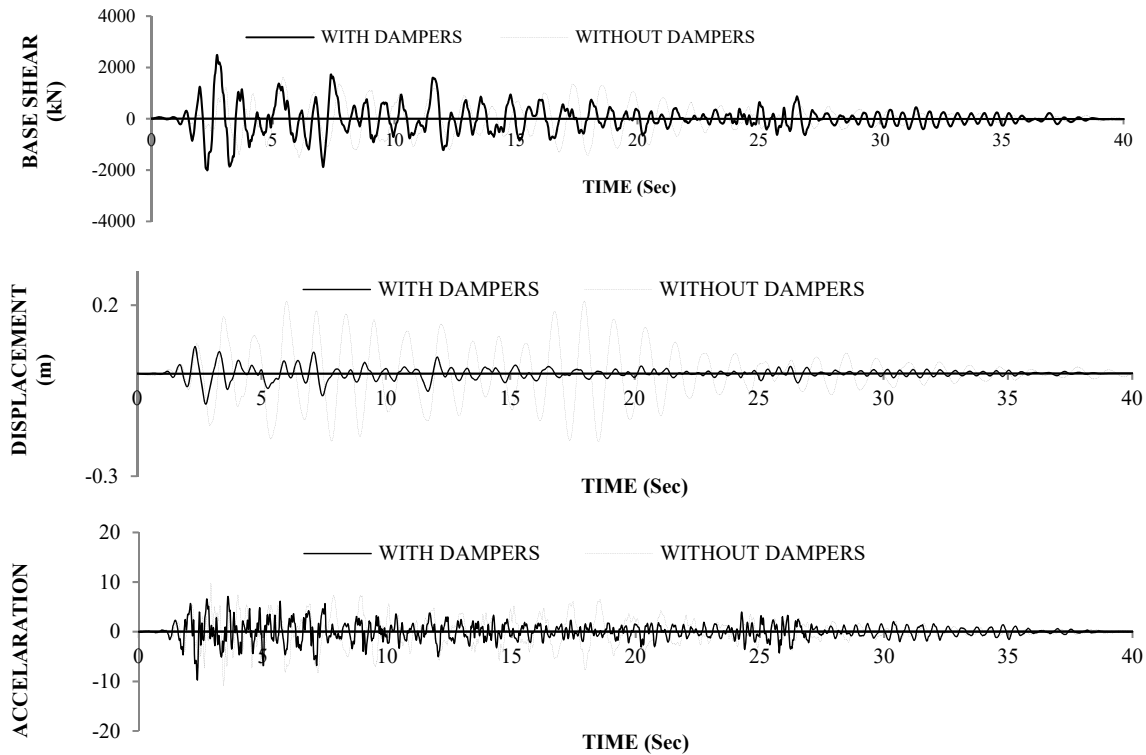 4000
WITH DAMPERS WITHOUT DAMPERS
2000
0
0 5 10 15 20 25 30 35 40
-2000
-4000
BASE SHEAR
(kN)
TIME (Sec)
WITH DAMPERS WITHOUT DAMPERS
0.2
0 5 10 15 20 25 30 35 40
-0.3
DISPLACEMENT
(m)
TIME (Sec)
20
WITH DAMPERS WITHOUT DAMPERS
10
0
0 5 10 15 20 25 30 35 40
-10
-20
ACCELARATION
TIME (Sec)